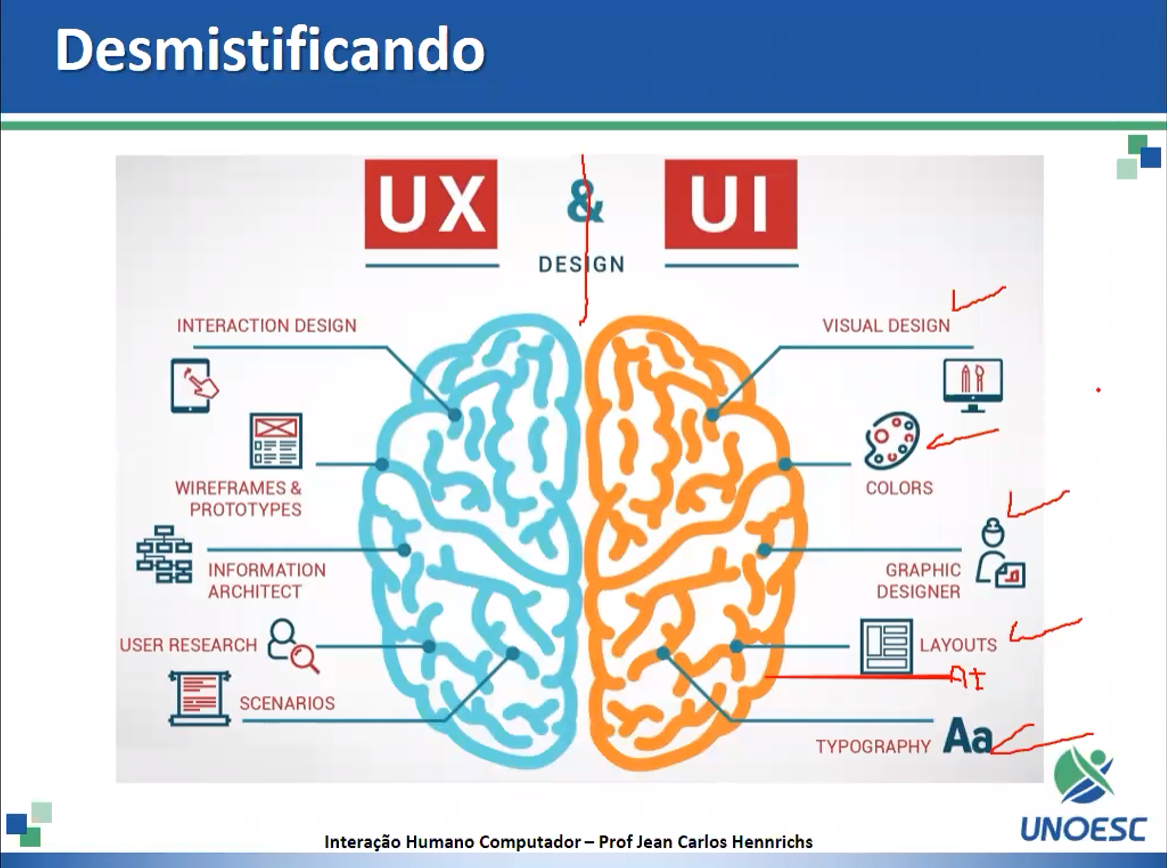 Desmistificando
UX & UI
DESIGN
INTERACTION DESIGN
VISUAL DESIGN
WIREFRAMES &
PROTOTYPES
COLORS
INFORMATION
ARCHITECT
GRAPHIC
DESIGNER
USER RESEARCH
LAYOUTS
SCENARIOS
TYPOGRAPHY Aa
UNOESC
Interação Humano Computador – Prof Jean Carlos Hennrichs